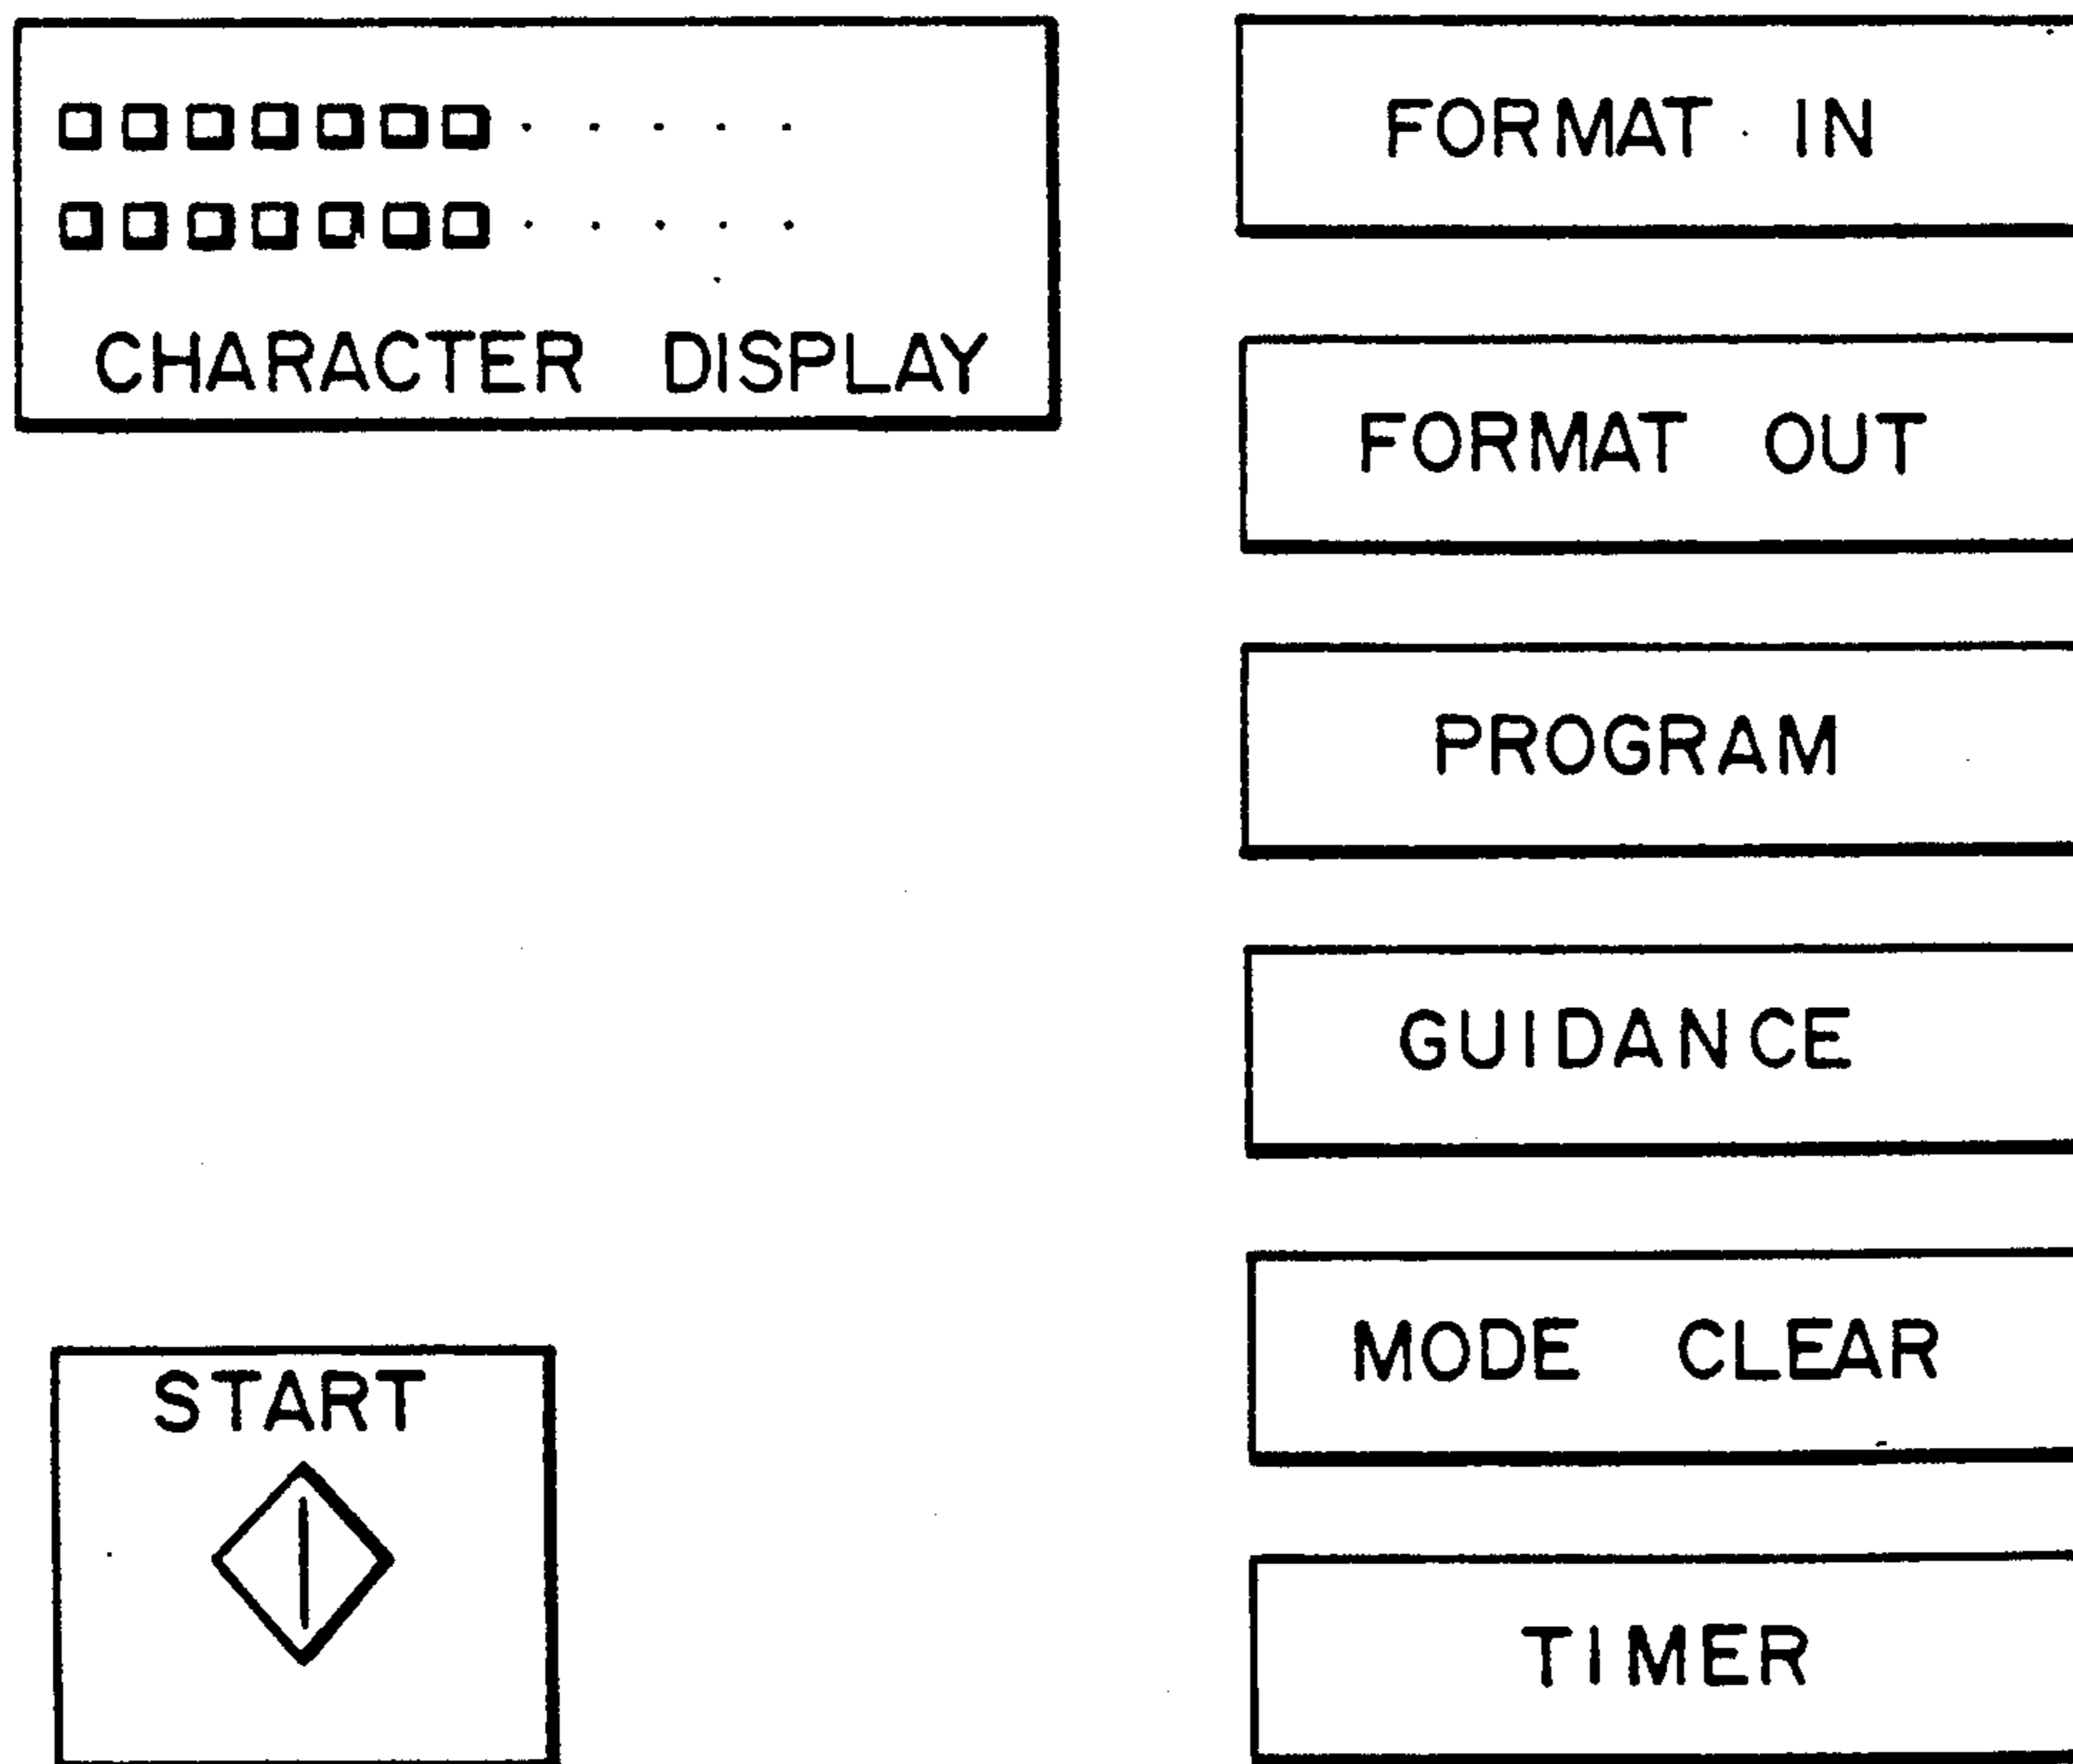 CHARACTER DISPLAY
FORMAT IN
FORMAT OUT
PROGRAM
GUIDANCE
MODE CLEAR
TIMER
START